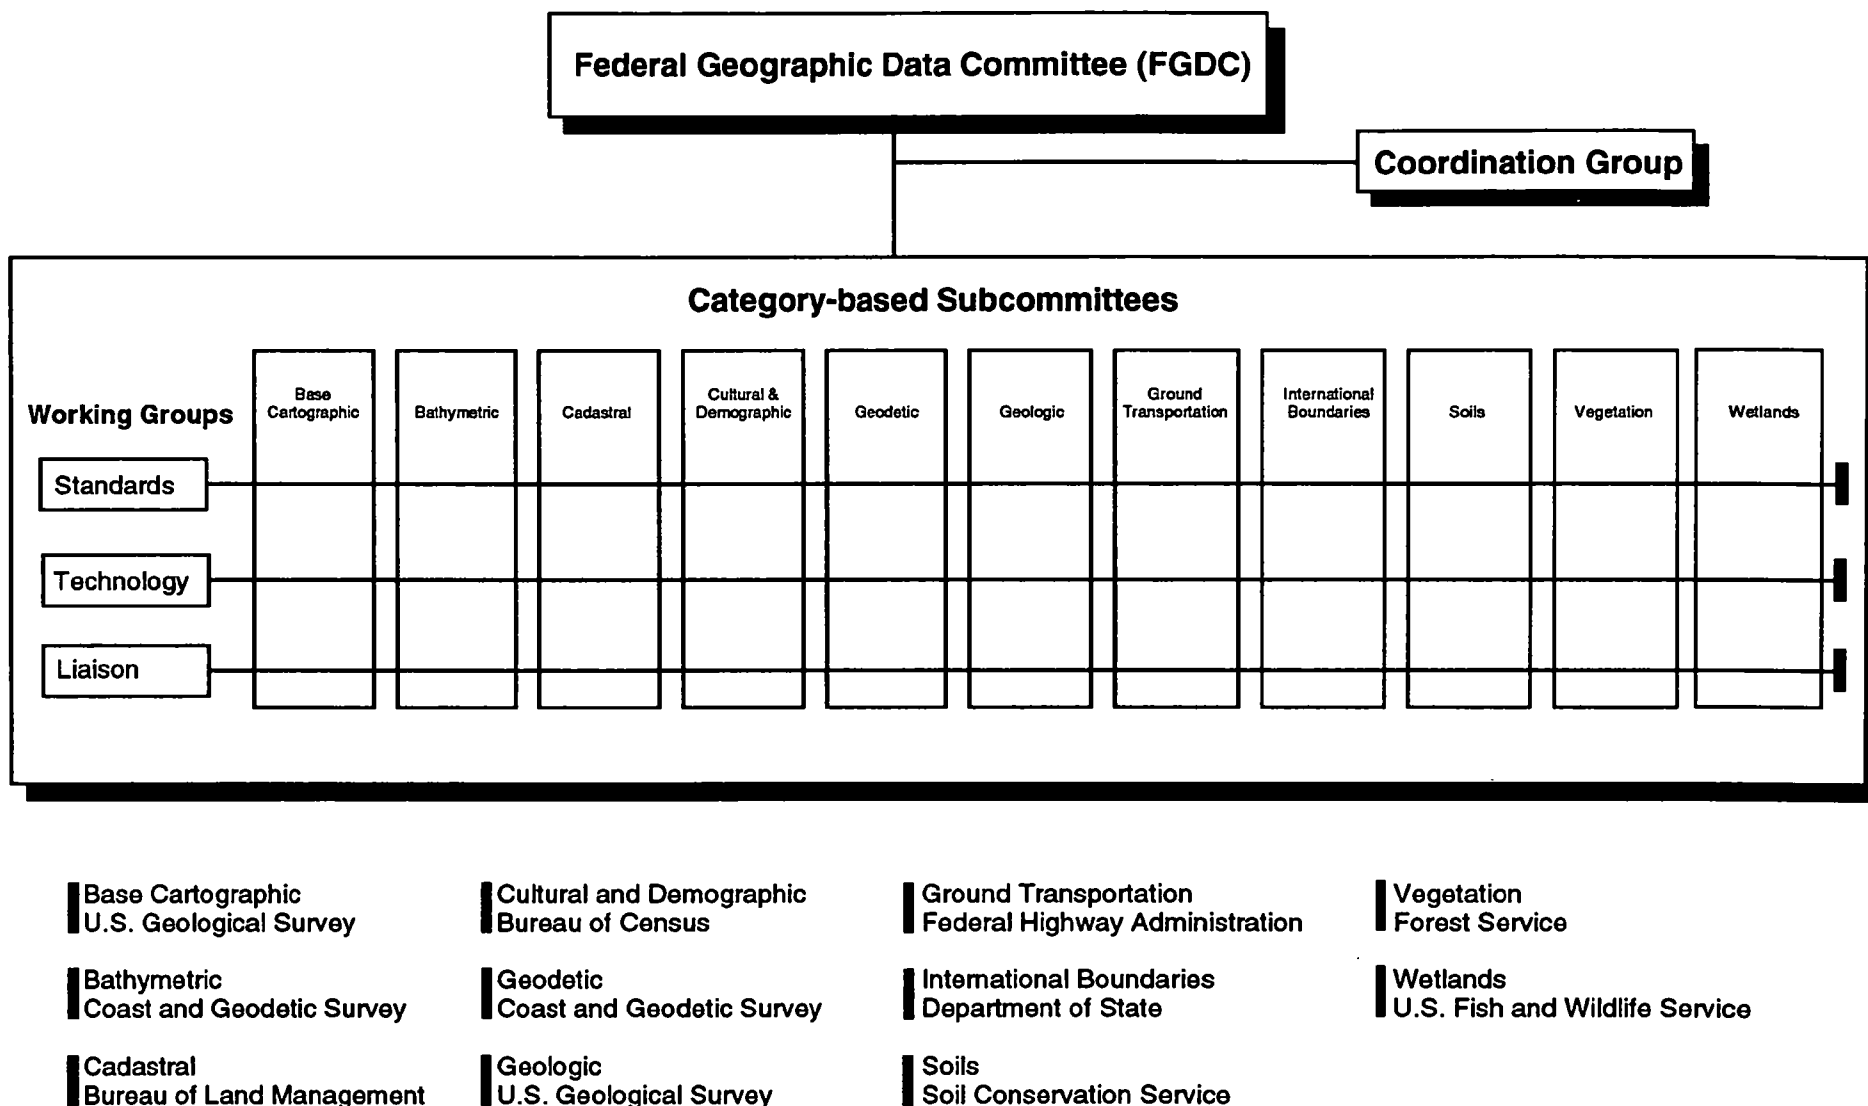 Federal Geographic Data Committee (FGDC)
Coordination Group
Category-based Subcommittees
Working Groups
Base
Cartographic
Bathymetric
Cadastral
Cultural &
Demographic
Geodetic
Geologic
Ground
Transportation
International
Boundaries
Soils
Vegetation
Wetlands
Standards
Technology
Liaison
Base Cartographic
U.S. Geological Survey
Bathymetric
Coast and Geodetic Survey
Cadastral
Bureau of Land Management
Cultural and Demographic
Bureau of Census
Geodetic
Coast and Geodetic Survey
Geologic
U.S. Geological Survey
Ground Transportation
Federal Highway Administration
International Boundaries
Department of State
Soils
Soil Conservation Service
Vegetation
Forest Service
Wetlands
U.S. Fish and Wildlife Service